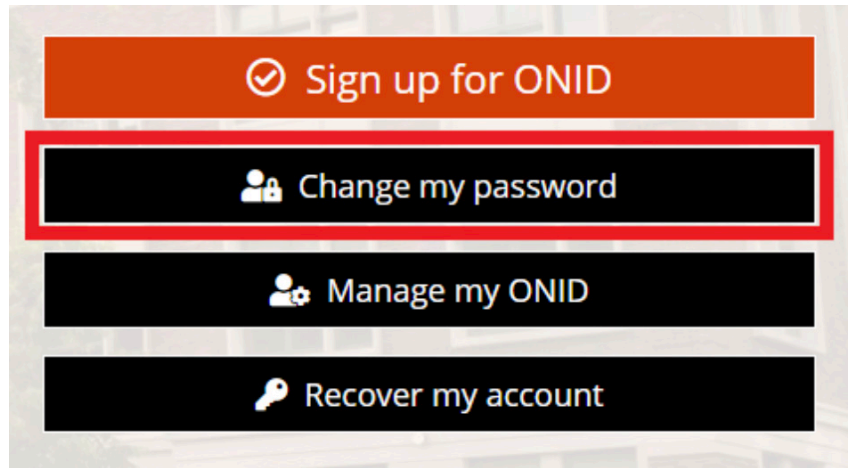 Sign up for ONID
Change my password
Manage my ONID
Recover my account